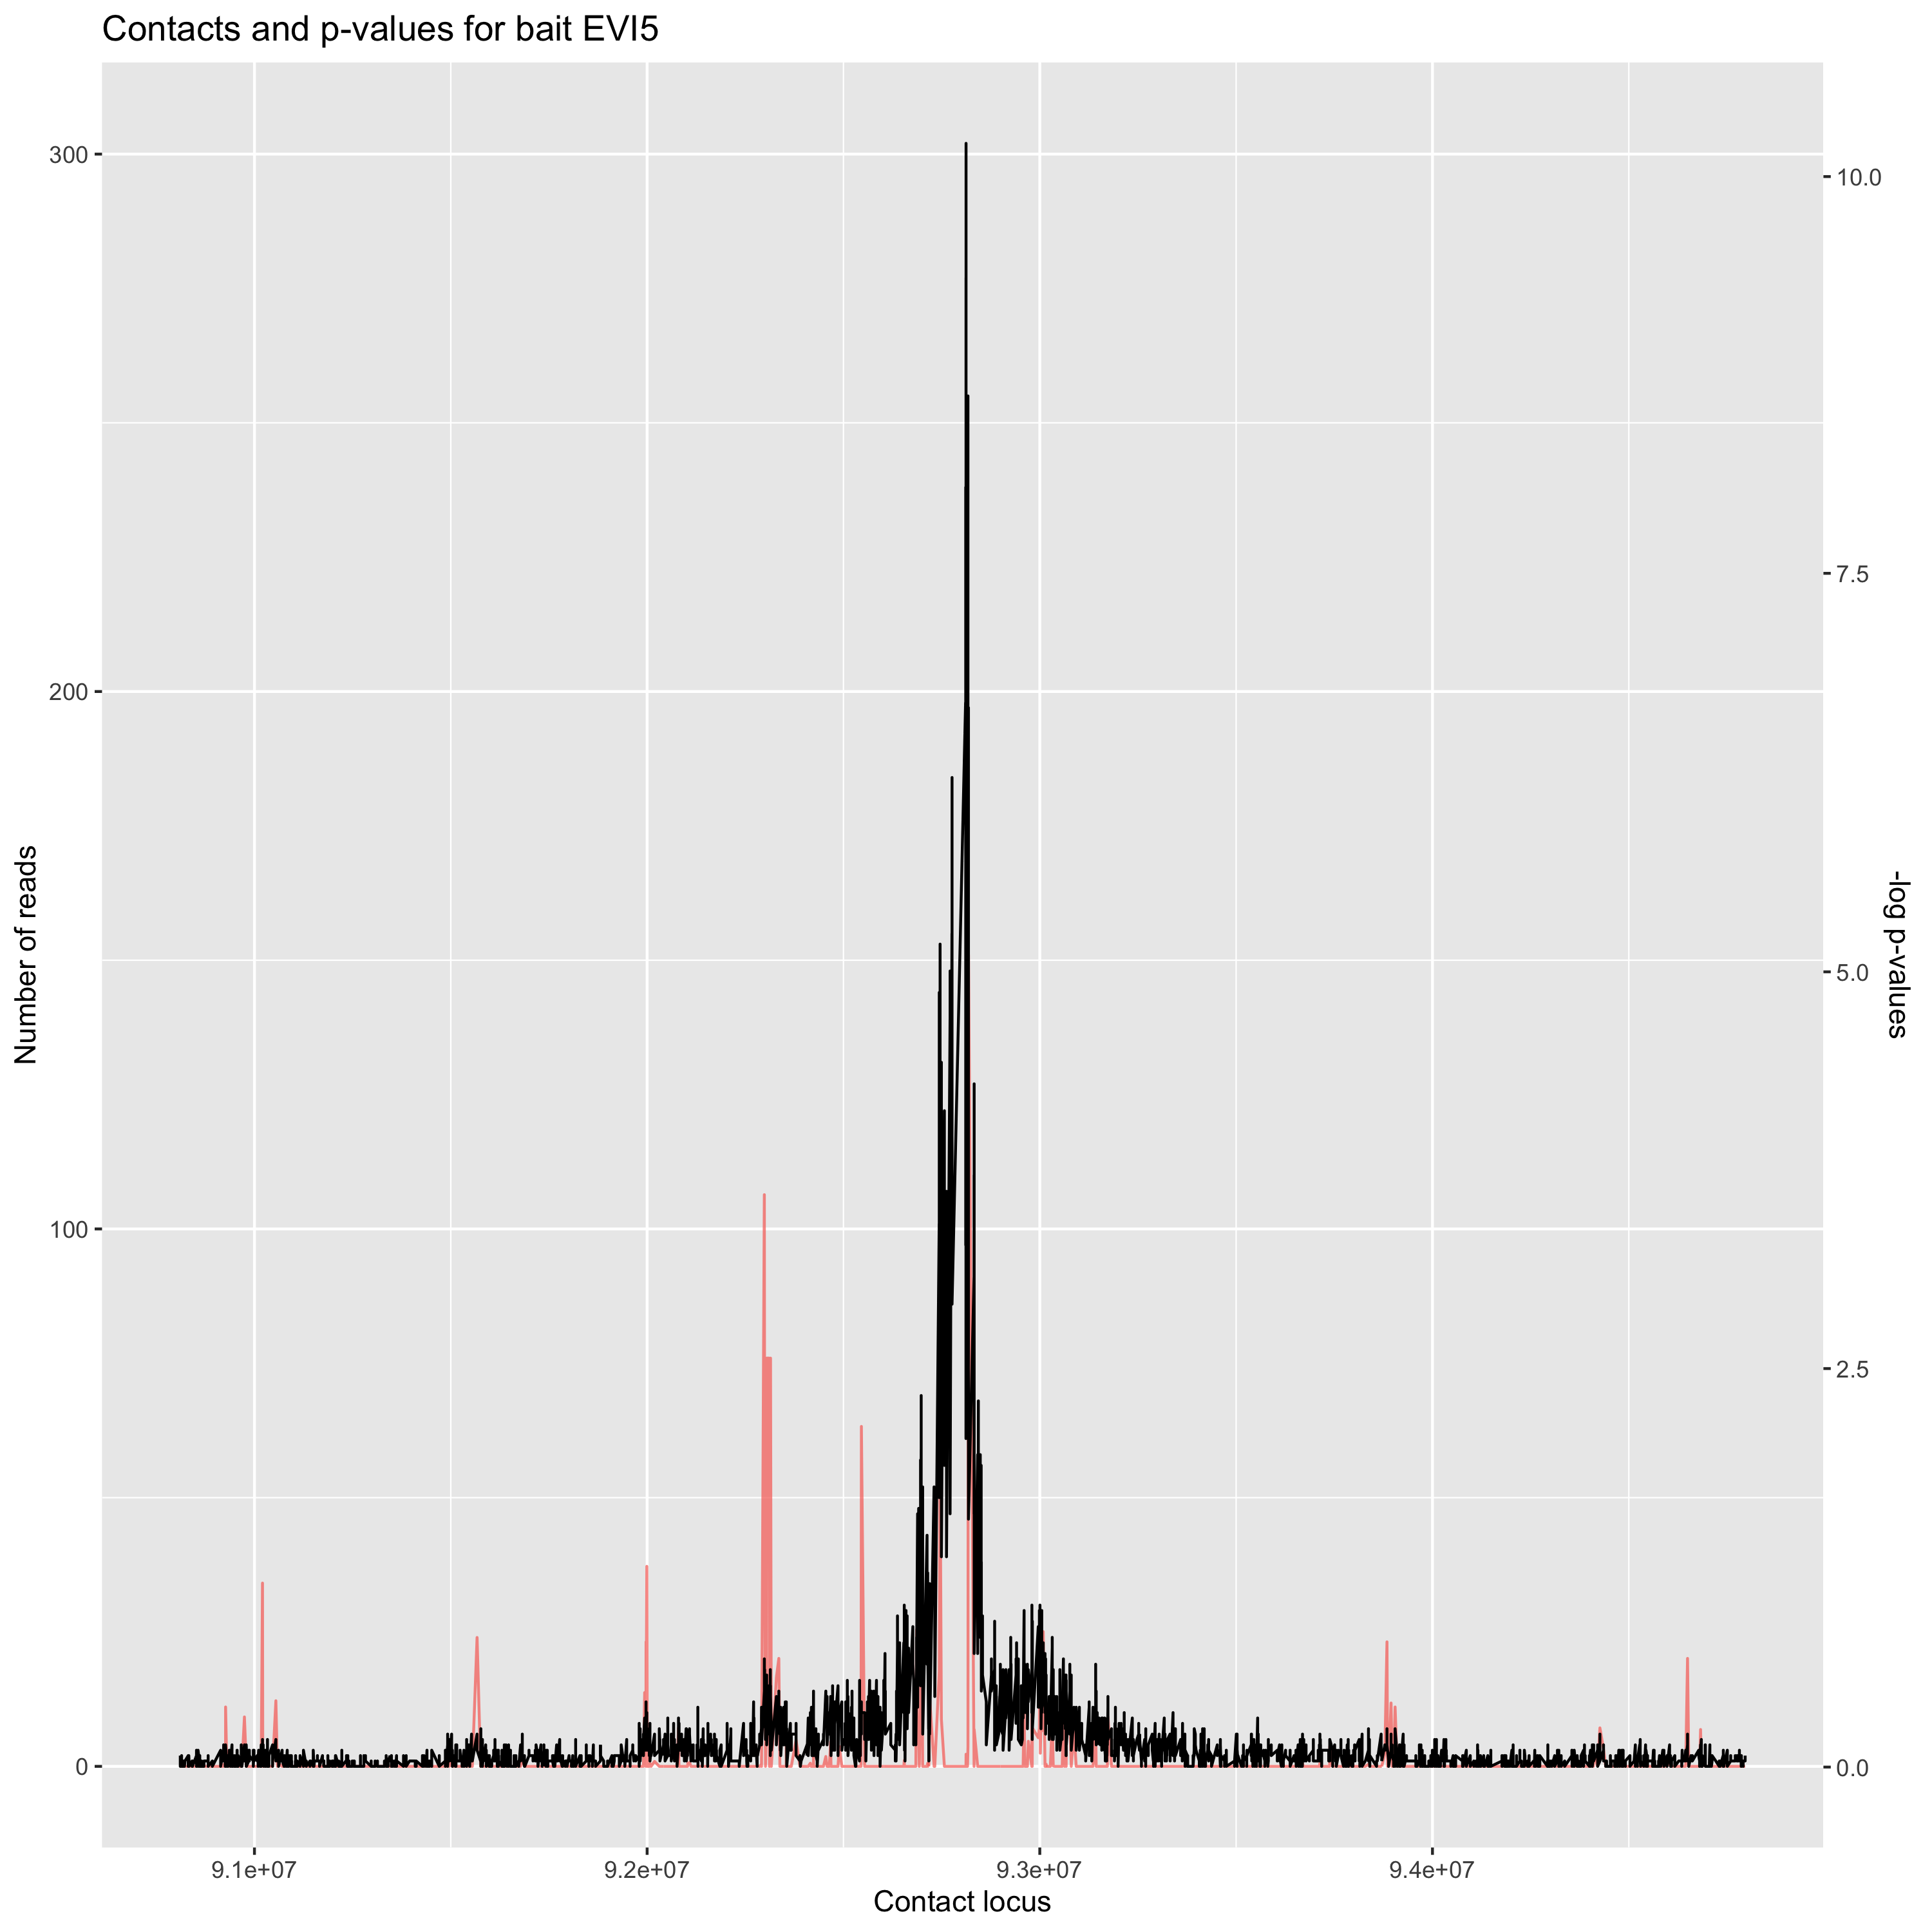 Contacts and p-values for bait EVI5
300
200
100
0
Number of reads
10.0
7.5
5.0
2.5
0.0
-log p-values
9.1e+07
9.2e+07
9.3e+07
9.4e+07
Contact locus